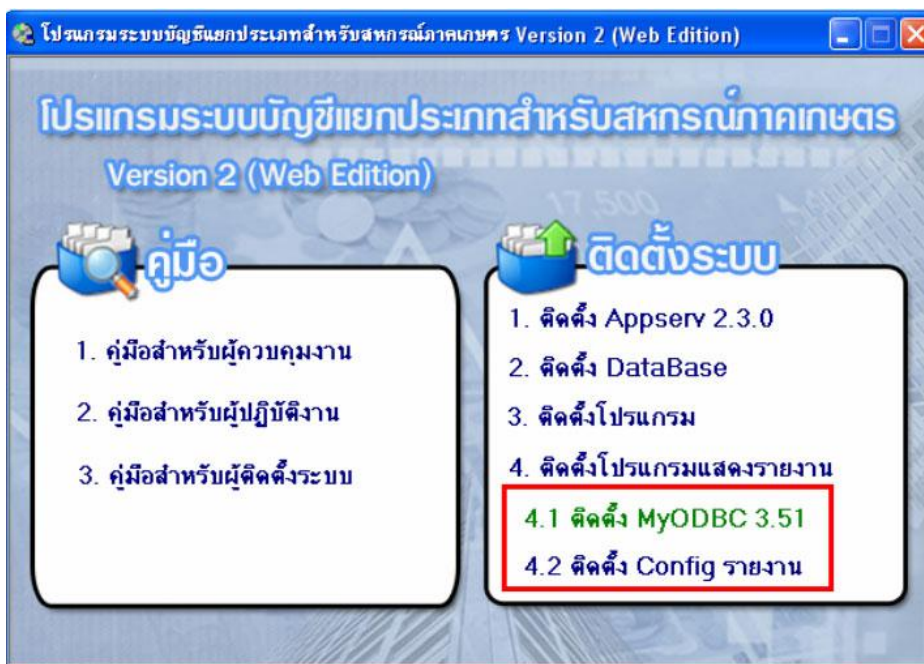 โปรแกรมระบบบัญชีแยกประเภทสำหรับสหกรณ์ภาคเกษตร Version 2 (Web Edition)
โปรแกรมระบบบัญชีแยกประเภทสำหรับสหกรณ์ภาคเกษตร
Version 2 (Web Edition)
17,500
คู่มือ
1. คู่มือสำหรับผู้ควบคุมงาน
2. คู่มือสำหรับผู้ปฏิบัติงาน
3. คู่มือสำหรับผู้ติดตั้งระบบ
ติดตั้งระบบ
1. ติดตั้ง Appserv 2.3.0
2. ติดตั้ง DataBase
3. ติดตั้งโปรแกรม
4. ติดตั้งโปรแกรมแสดงรายงาน
4.1 ติดตั้ง MyODBC 3.51
4.2 ติดตั้ง Config รายงาน